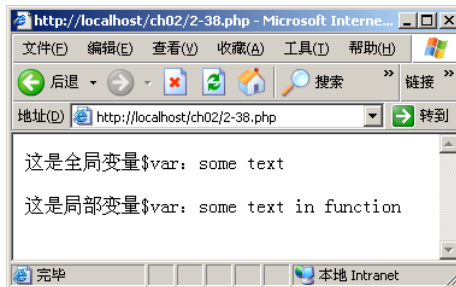 http://localhost/ch02/2-38.php - Microsoft Interne...
文件(F) 编辑(E) 查看(V) 收藏(A) 工具(T) 帮助(H)
后退 搜索 » 链接 »
地址(D) http://localhost/ch02/2-38.php 转到
这是全局变量$var：some text
这是局部变量$var：some text in function
完毕 本地 Intranet